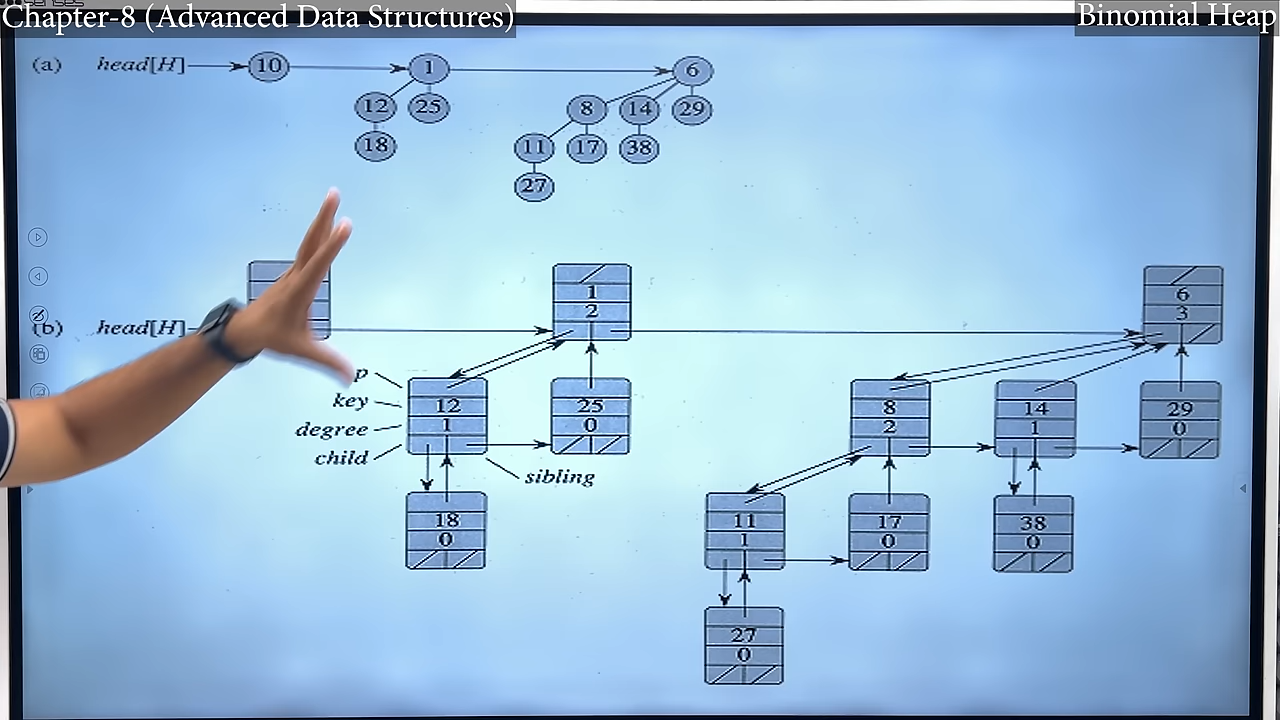 Chapter-8 (Advanced Data Structures)
Binomial Heap
(a) head[H] 10 1 6
12 25 8 14 29
18 11 17 38
27
1 6
2 3
(b) head[H]
p
key 12 25 8 14 29
degree 1 0 2 1 0
child
sibling
18 11 17 38
0 1 0 0
27
0